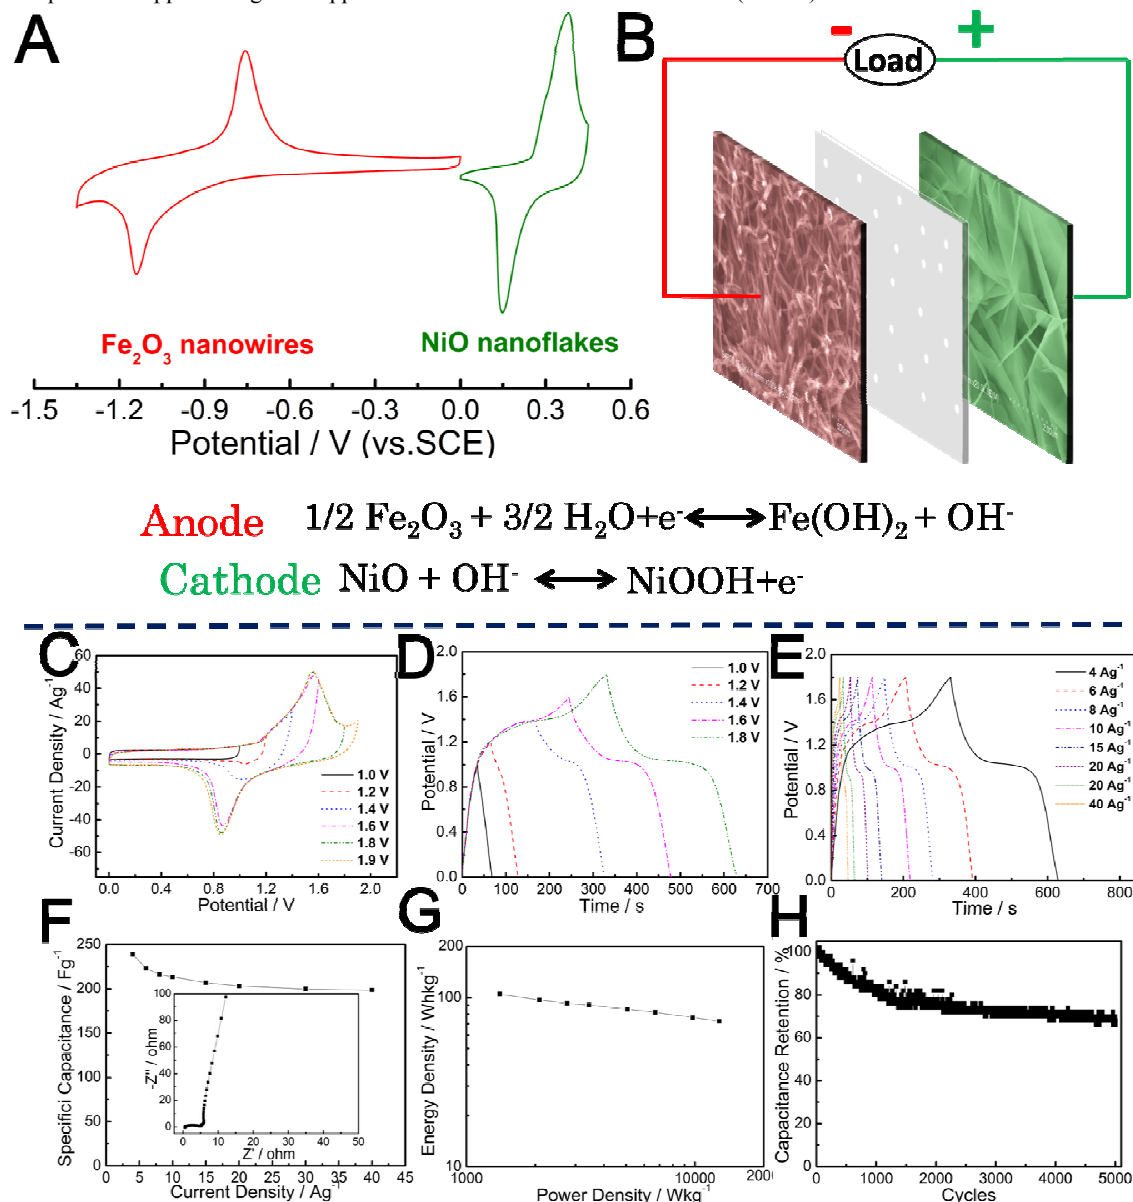 A
B
- Load +
Fe2O3 nanowires
NiO nanoflakes
-1.5 -1.2 -0.9 -0.6 -0.3 0.0 0.3 0.6
Potential / V (vs.SCE)
Anode 1/2 Fe2O3 + 3/2 H2O+e- ⟷ Fe(OH)2 + OH-
Cathode NiO + OH- ⟷ NiOOH+e-
C
Current Density / Ag-1
60
40
20
0
-20
-40
-60
1.0 V
1.2 V
1.4 V
1.6 V
1.8 V
1.9 V
0.0 0.4 0.8 1.2 1.6 2.0
Potential / V
D
Potential / V
2.0
1.6
1.2
0.8
0.4
0.0
1.0 V
1.2 V
1.4 V
1.6 V
1.8 V
0 100 200 300 400 500 600 700
Time / s
E
Potential / V
2.0
1.6
1.2
0.8
0.4
0.0
4 Ag-1
6 Ag-1
8 Ag-1
10 Ag-1
15 Ag-1
20 Ag-1
20 Ag-1
40 Ag-1
0 200 400 600 800
Time / s
F
Specifici Capacitance / Fg-1
250
200
150
100
50
0
-Z'' / ohm
100
80
60
40
20
0
0 10 20 30 40 50
Z' / ohm
0 5 10 15 20 25 30 35 40 45
Current Density / Ag-1
G
Energy Density / Whkg-1
200
100
10
1000 10000
Power Density / Wkg-1
H
Capacitance Retention / %
100
80
60
40
20
0
0 1000 2000 3000 4000 5000
Cycles